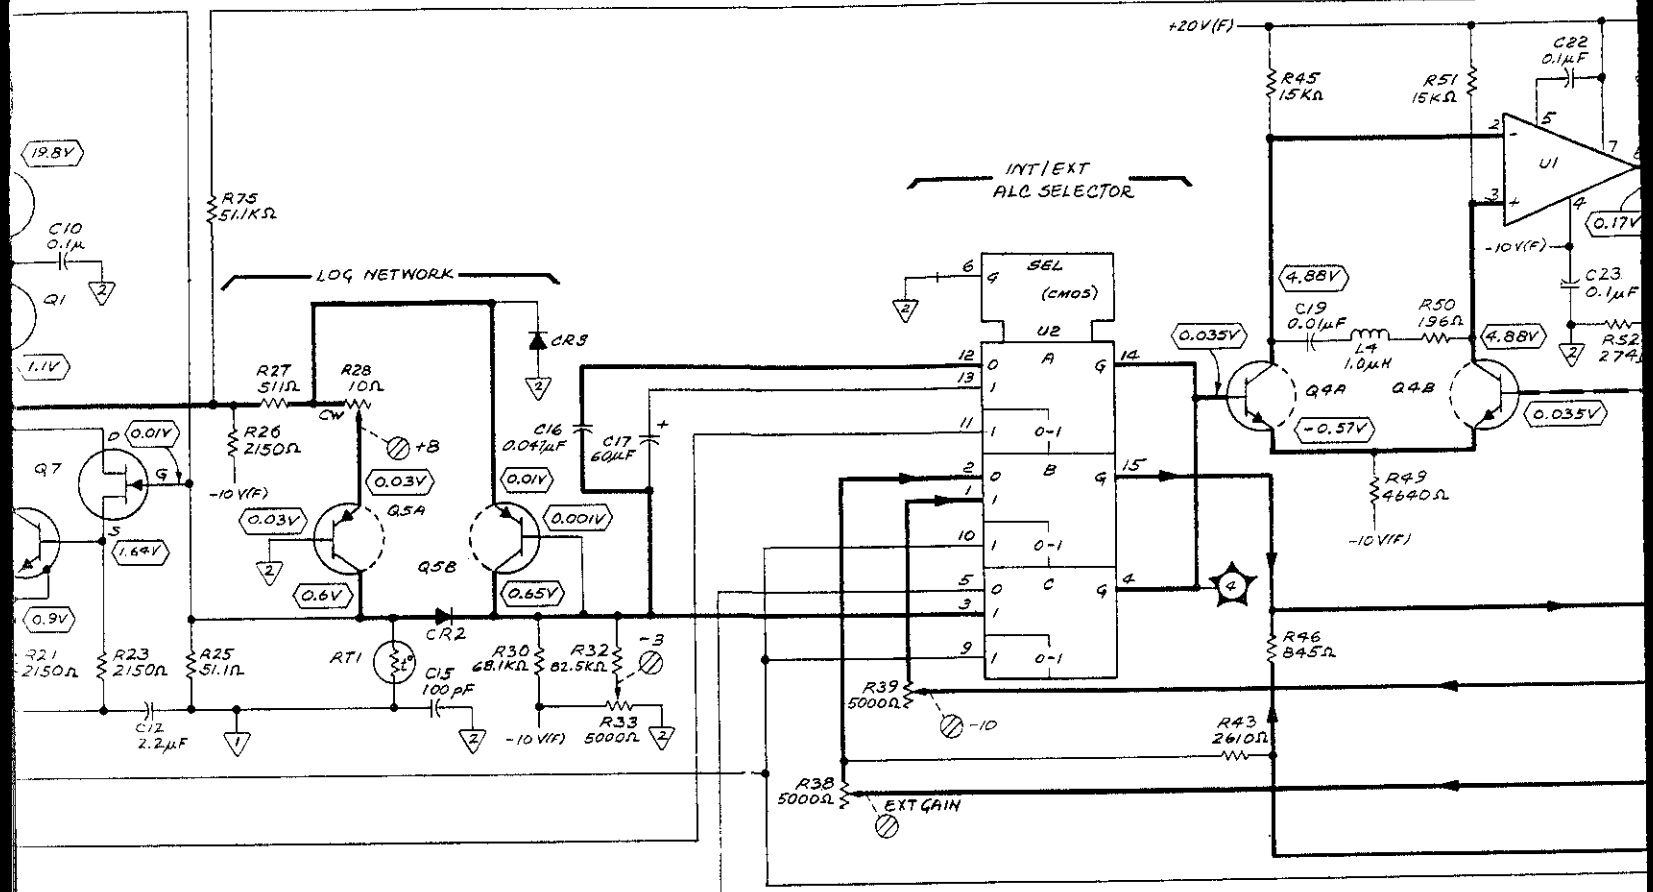 +20V(F)
C22
0.1μF
R45
15KΩ
R51
15KΩ
5
2
-
U1
7
3
+
4
0.17V
-10V(F)
19.8V
INT/EXT
ALC SELECTOR
R75
51.1KΩ
C10
0.1μ
2
Q1
1.1V
LOG NETWORK
6
G
SEL
(CMOS)
U2
2
4.88V
C19
0.01μF
L4
1.0μH
R50
196Ω
4.88V
C23
0.1μF
2
R52
274
0.035V
CR3
2
12
0
A
G
14
13
1
11
1
0-1
R27
511Ω
R28
10Ω
CW
+8
R26
2150Ω
-10V(F)
C16
0.047μF
C17
60μF
+
Q4A
Q4B
-0.57V
0.035V
D
0.01V
Q7
G
S
1.64V
0.03V
0.03V
Q5A
0.01V
0.001V
Q5B
2
0.6V
0.65V
2
0
B
G
15
1
1
10
1
0-1
R49
4640Ω
-10V(F)
5
0
C
G
4
3
1
4
9
1
0-1
0.9V
R21
2150Ω
R23
2150Ω
R25
51.1Ω
RT1
t°
CR2
C15
100pF
R30
68.1KΩ
R32
82.5KΩ
-3
R46
845Ω
R39
5000Ω
-10
C12
2.2μF
1
2
-10V(F)
R33
5000Ω
2
R43
2610Ω
R38
5000Ω
EXT GAIN